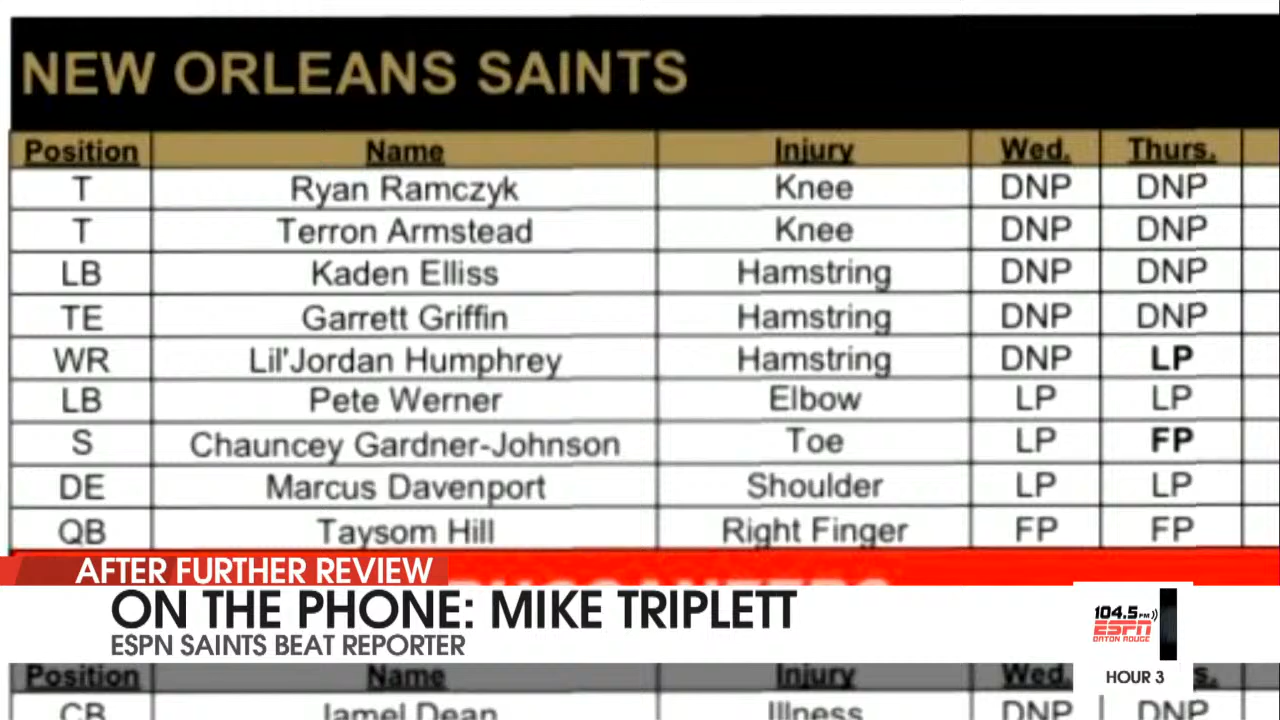 NEW ORLEANS SAINTS
Position Name Injury Wed. Thurs.
T Ryan Ramczyk Knee DNP DNP
T Terron Armstead Knee DNP DNP
LB Kaden Elliss Hamstring DNP DNP
TE Garrett Griffin Hamstring DNP DNP
WR Lil'Jordan Humphrey Hamstring DNP LP
LB Pete Werner Elbow LP LP
S Chauncey Gardner-Johnson Toe LP FP
DE Marcus Davenport Shoulder LP LP
QB Taysom Hill Right Finger FP FP
AFTER FURTHER REVIEW
ON THE PHONE: MIKE TRIPLETT
ESPN SAINTS BEAT REPORTER
104.5 FM
ESPN
BATON ROUGE
HOUR 3
Position Name Injury Wed.
CB Jamel Dean Illness DNP DNP